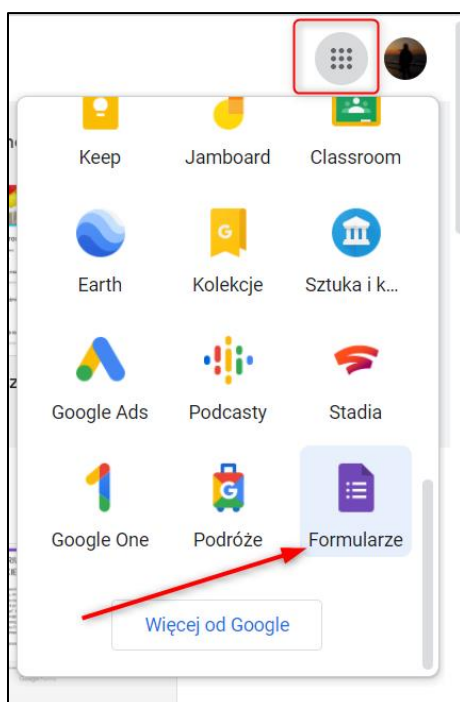 Keep Jamboard Classroom
Earth Kolekcje Sztuka i k...
Google Ads Podcasty Stadia
Google One Podróże Formularze
Więcej od Google